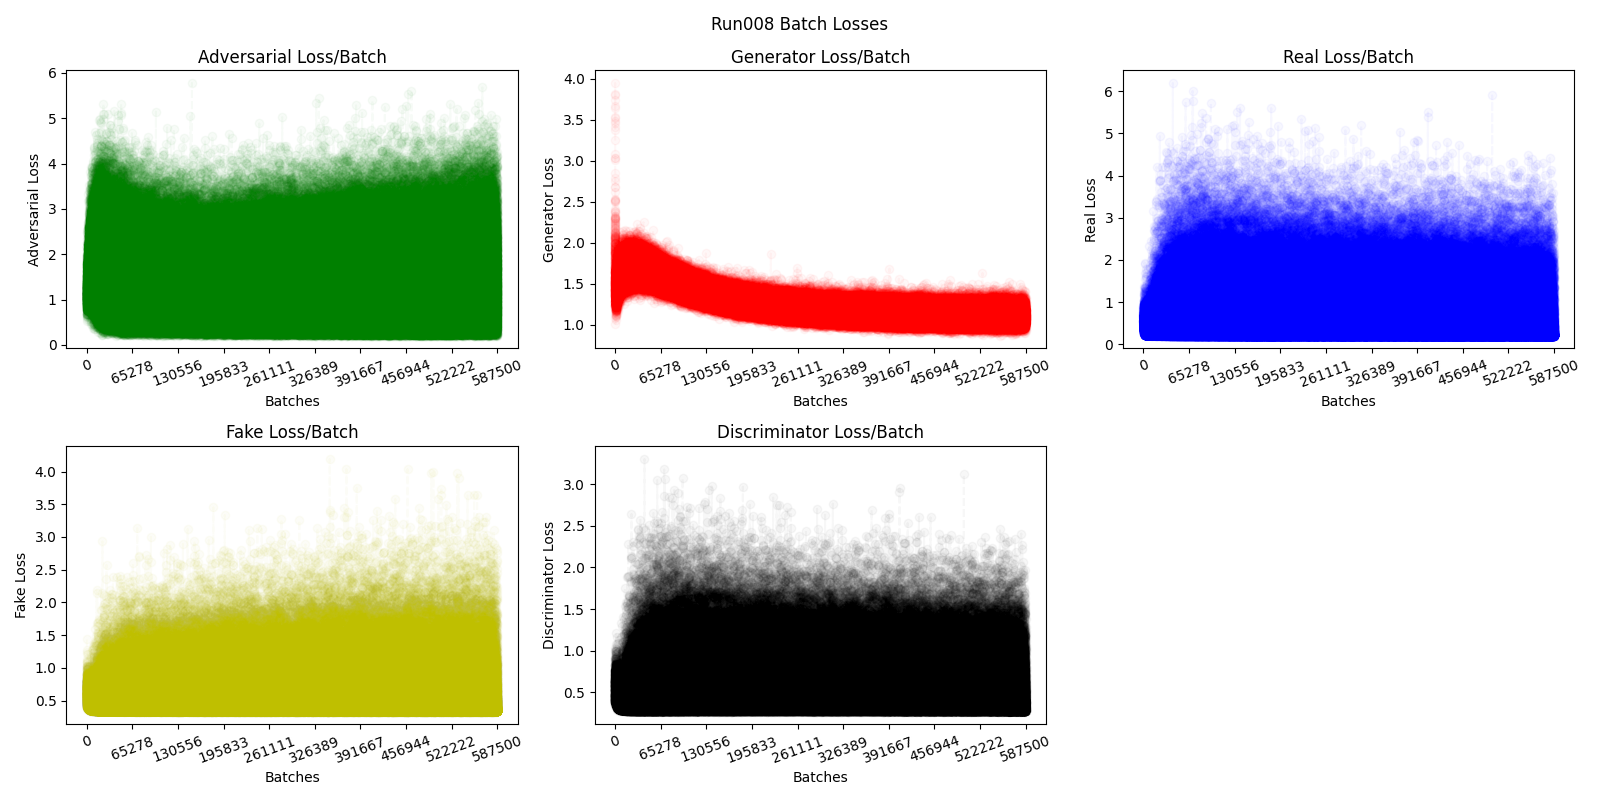 Run008 Batch Losses
Adversarial Loss/Batch
Adversarial Loss
6
5
4
3
2
1
0
0 65278 130556 195833 261111 326389 391667 456944 522222 587500
Batches
Generator Loss/Batch
Generator Loss
4.0
3.5
3.0
2.5
2.0
1.5
1.0
0 65278 130556 195833 261111 326389 391667 456944 522222 587500
Batches
Real Loss/Batch
Real Loss
6
5
4
3
2
1
0
0 65278 130556 195833 261111 326389 391667 456944 522222 587500
Batches
Fake Loss/Batch
Fake Loss
4.0
3.5
3.0
2.5
2.0
1.5
1.0
0.5
0 65278 130556 195833 261111 326389 391667 456944 522222 587500
Batches
Discriminator Loss/Batch
Discriminator Loss
3.0
2.5
2.0
1.5
1.0
0.5
0 65278 130556 195833 261111 326389 391667 456944 522222 587500
Batches